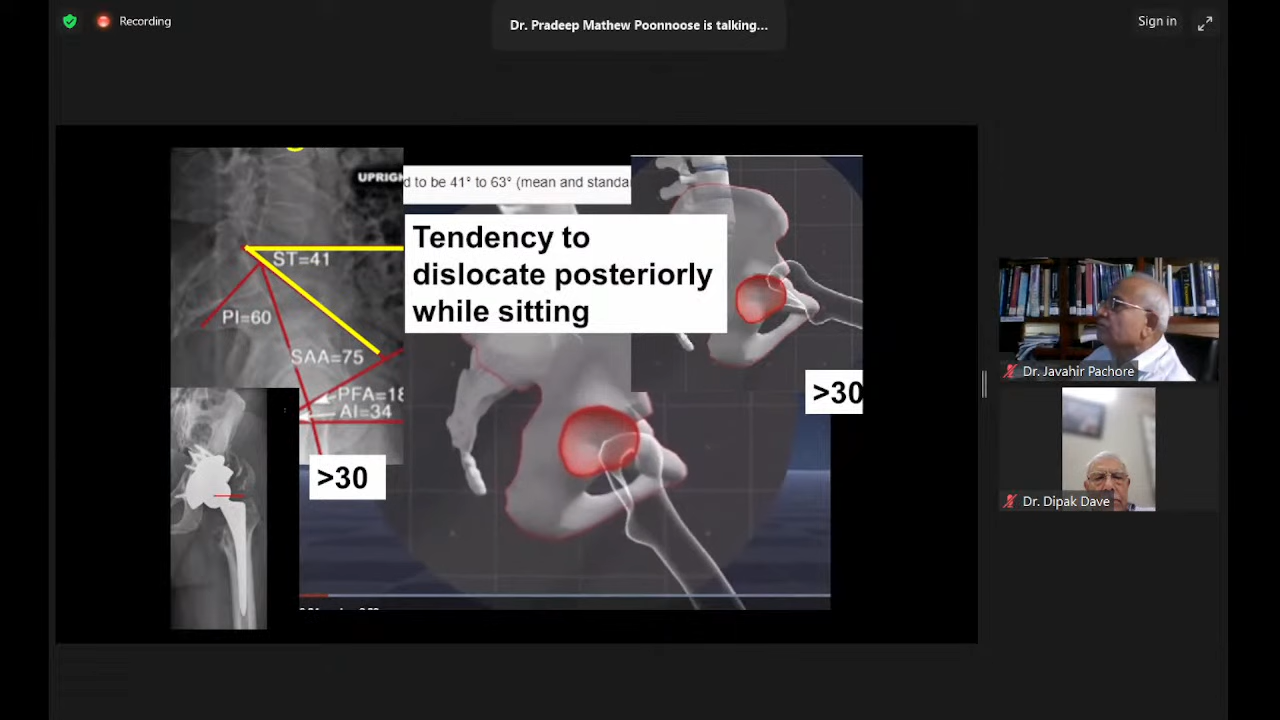 Recording
Dr. Pradeep Mathew Poonnoose is talking...
Sign in
UPRIGH
d to be 41° to 63° (mean and standa
Tendency to
dislocate posteriorly
while sitting
ST=41
PI=60
SAA=75
PFA=18
AI=34
>30
>30
Dr. Javahir Pachore
Dr. Dipak Dave